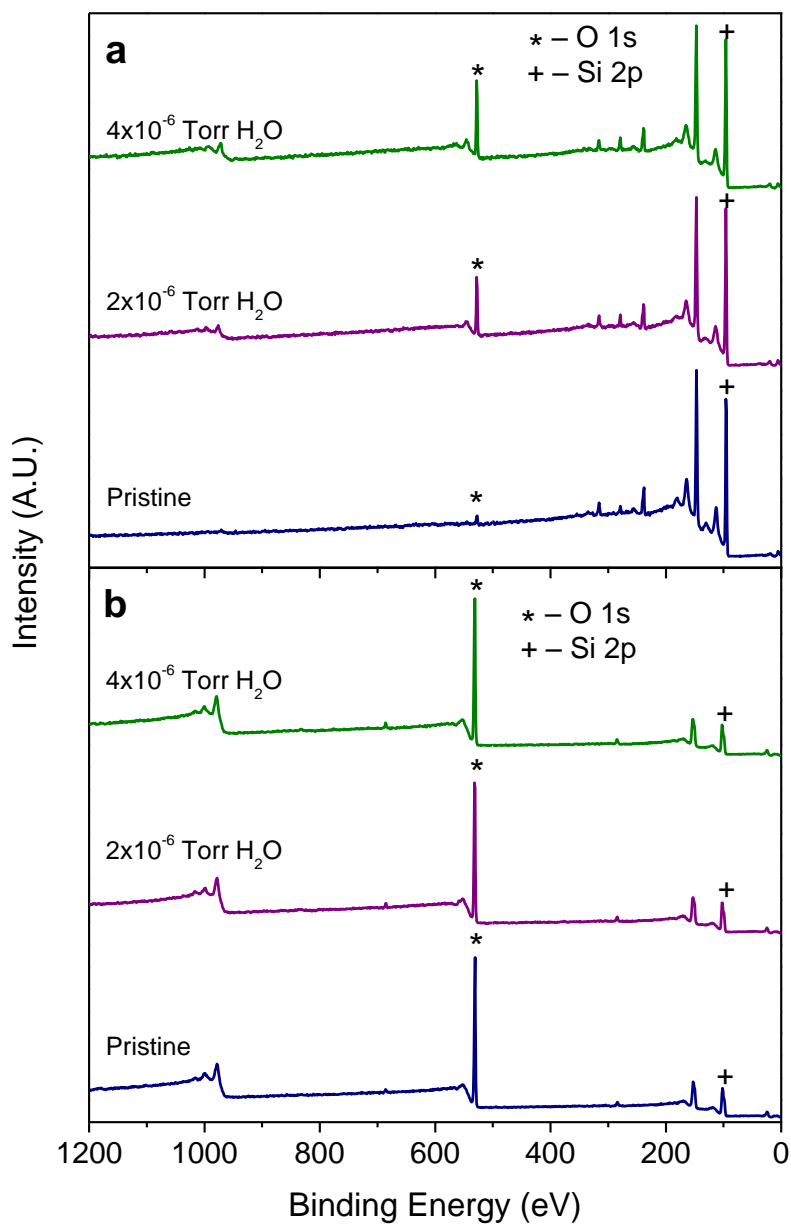 a
* – O 1s
+ – Si 2p
*
+
4x10⁻⁶ Torr H₂O
+
*
2x10⁻⁶ Torr H₂O
+
*
Pristine
Intensity (A.U.)
b
*
* – O 1s
+ – Si 2p
4x10⁻⁶ Torr H₂O
+
*
2x10⁻⁶ Torr H₂O
+
*
Pristine
+
1200 1000 800 600 400 200 0
Binding Energy (eV)